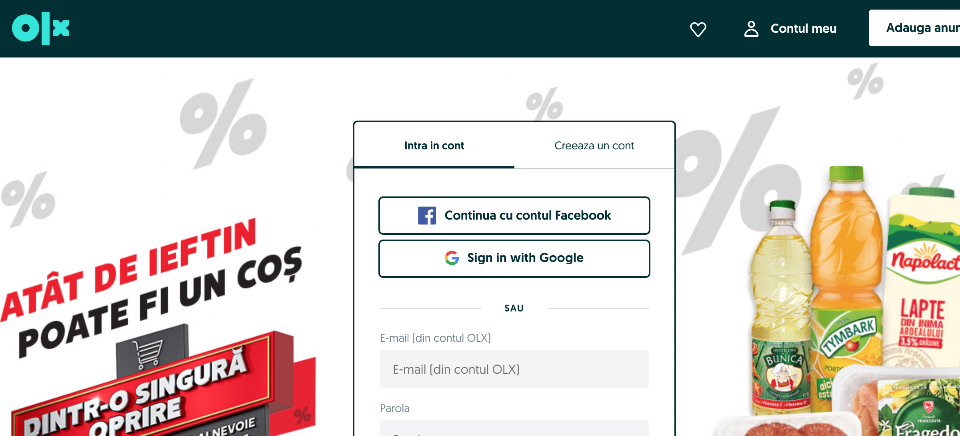 olx
Contul meu
Adauga anun
Intra in cont
Creeaza un cont
Continua cu contul Facebook
Sign in with Google
SAU
E-mail (din contul OLX)
E-mail (din contul OLX)
Parola
ATÂT DE IEFTIN
POATE FI UN COȘ
DINTR-O SINGURĂ
OPRIRE
AI NEVOIE
%
%
%
%
%
%
Napolact
LAPTE
DIN INIMA
ARDEALULUI
3,5% GRĂSIME
TYMBARK
BUNICA
Fragedo